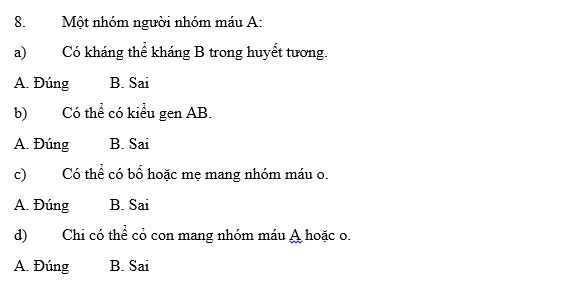 8. Một nhóm người nhóm máu A:
a) Có kháng thể kháng B trong huyết tương.
A. Đúng B. Sai
b) Có thể có kiểu gen AB.
A. Đúng B. Sai
c) Có thể có bố hoặc mẹ mang nhóm máu o.
A. Đúng B. Sai
d) Chi có thể cỏ con mang nhóm máu A hoặc o.
A. Đúng B. Sai